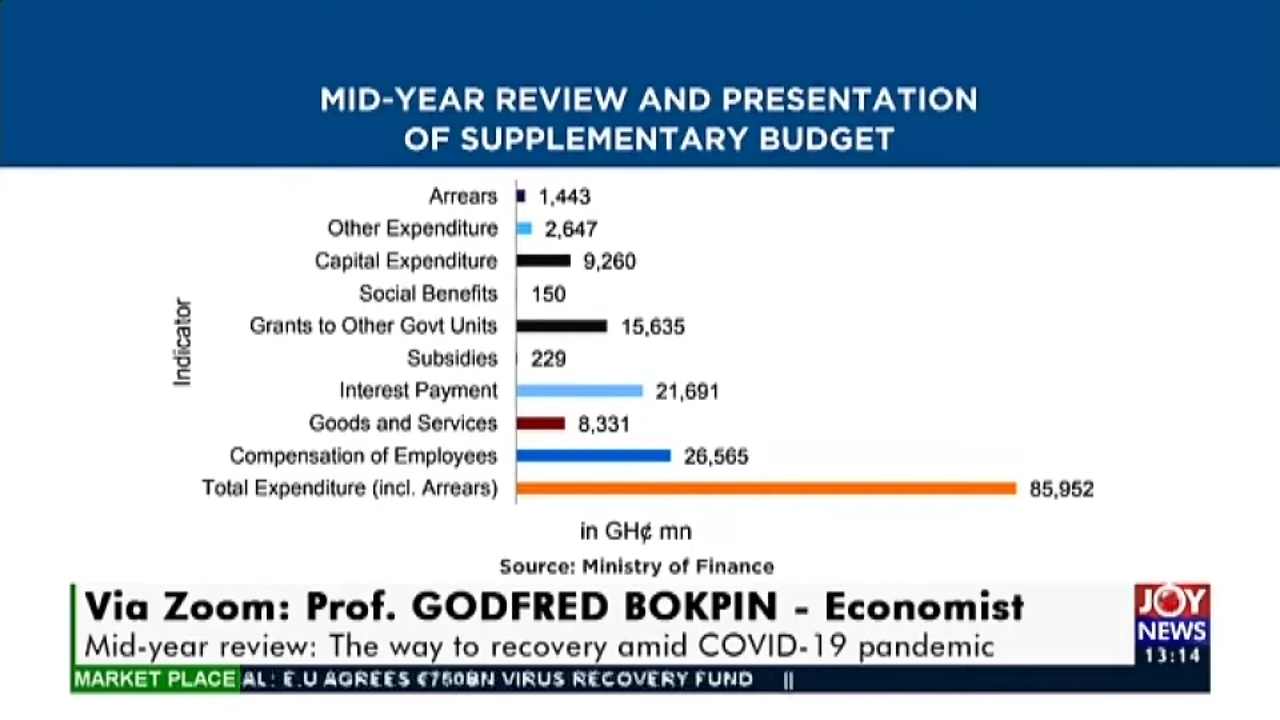 MID-YEAR REVIEW AND PRESENTATION
OF SUPPLEMENTARY BUDGET
Indicator
Arrears 1,443
Other Expenditure 2,647
Capital Expenditure 9,260
Social Benefits 150
Grants to Other Govt Units 15,635
Subsidies 229
Interest Payment 21,691
Goods and Services 8,331
Compensation of Employees 26,565
Total Expenditure (incl. Arrears) 85,952
in GH¢ mn
Source: Ministry of Finance
Via Zoom: Prof. GODFRED BOKPIN - Economist
Mid-year review: The way to recovery amid COVID-19 pandemic
JOY
NEWS
13:14
MARKET PLACE AL: E.U AGREES €750BN VIRUS RECOVERY FUND ||